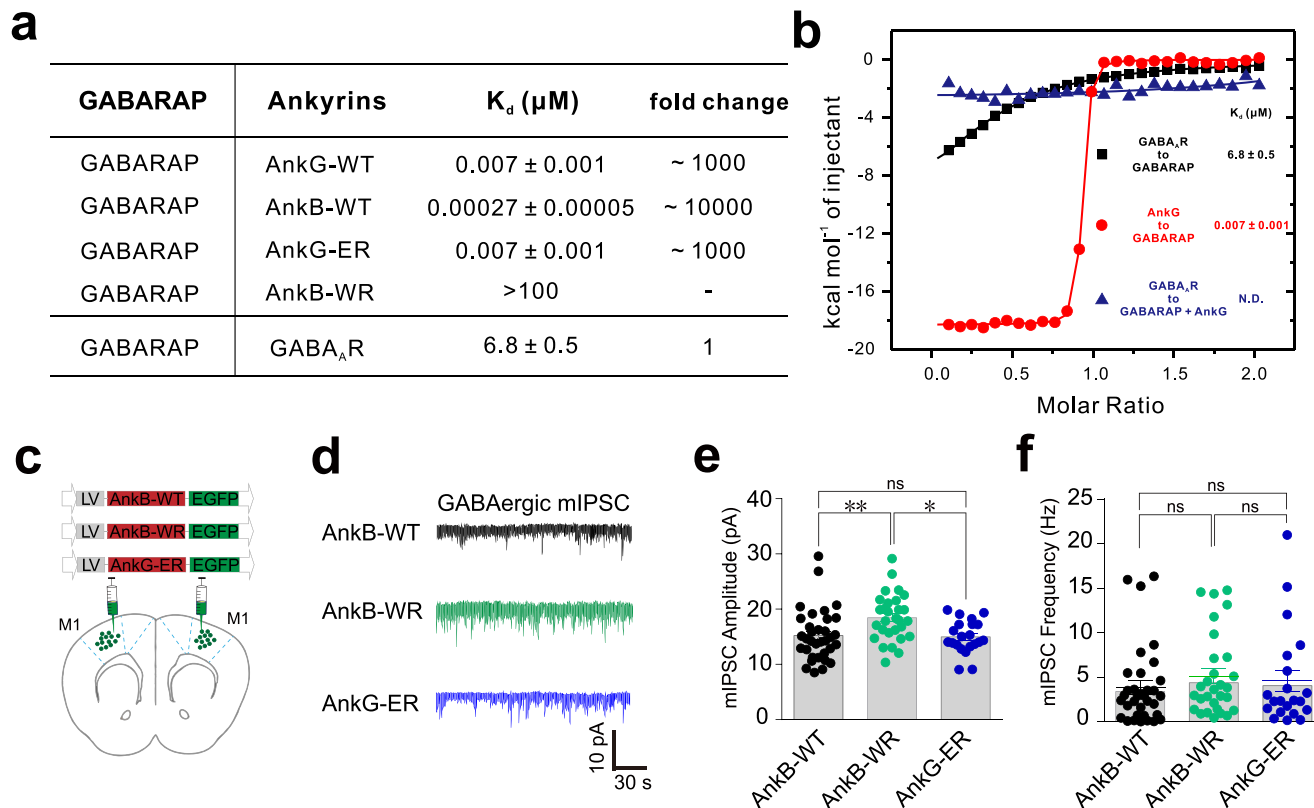 a
GABARAP Ankyrins Kd (μM) fold change
GABARAP AnkG-WT 0.007 ± 0.001 ~ 1000
GABARAP AnkB-WT 0.00027 ± 0.00005 ~ 10000
GABARAP AnkG-ER 0.007 ± 0.001 ~ 1000
GABARAP AnkB-WR >100 -
GABARAP GABAAR 6.8 ± 0.5 1
b
kcal mol-1 of injectant
0
-4
-8
-12
-16
-20
Kd (μM)
GABAAR
to
GABARAP
6.8 ± 0.5
AnkG
to
GABARAP
0.007 ± 0.001
GABAAR
to
GABARAP + AnkG
N.D.
0.0 0.5 1.0 1.5 2.0
Molar Ratio
c
LV AnkB-WT EGFP
LV AnkB-WR EGFP
LV AnkG-ER EGFP
M1 M1
d
GABAergic mIPSC
AnkB-WT
AnkB-WR
AnkG-ER
10 pA
30 s
e
mIPSC Amplitude (pA)
40
30
20
10
0
ns
** *
AnkB-WT AnkB-WR AnkG-ER
f
mIPSC Frequency (Hz)
25
20
15
10
5
0
ns
ns ns
AnkB-WT AnkB-WR AnkG-ER